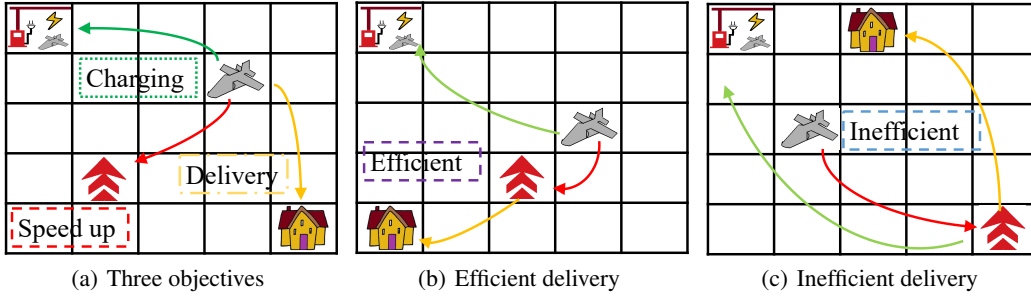 Charging
Delivery
Speed up
(a) Three objectives
Efficient
(b) Efficient delivery
Inefficient
(c) Inefficient delivery